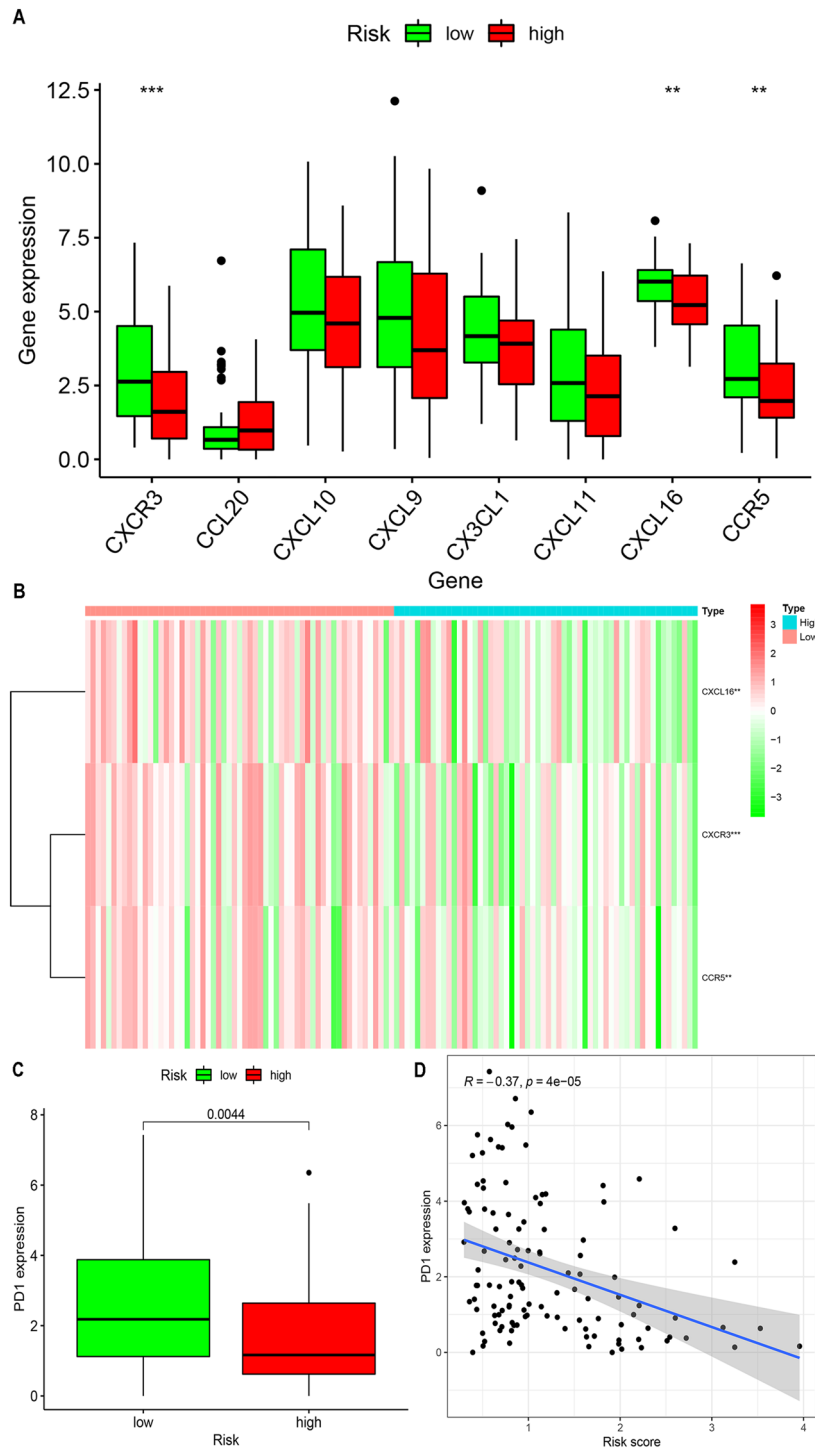 A
Risk low high
12.5
10.0
7.5
5.0
2.5
0.0
Gene expression
*** ** **
CXCR3 CCL20 CXCL10 CXCL9 CX3CL1 CXCL11 CXCL16 CCR5
Gene
B
Type
CXCL16**
CXCR3***
CCR5**
3
2
1
0
−1
−2
−3
Type
High
Low
C
Risk low high
0.0044
8
6
4
2
0
PD1 expression
low high
Risk
D
R = −0.37, p = 4e−05
6
4
2
0
PD1 expression
1 2 3 4
Risk score